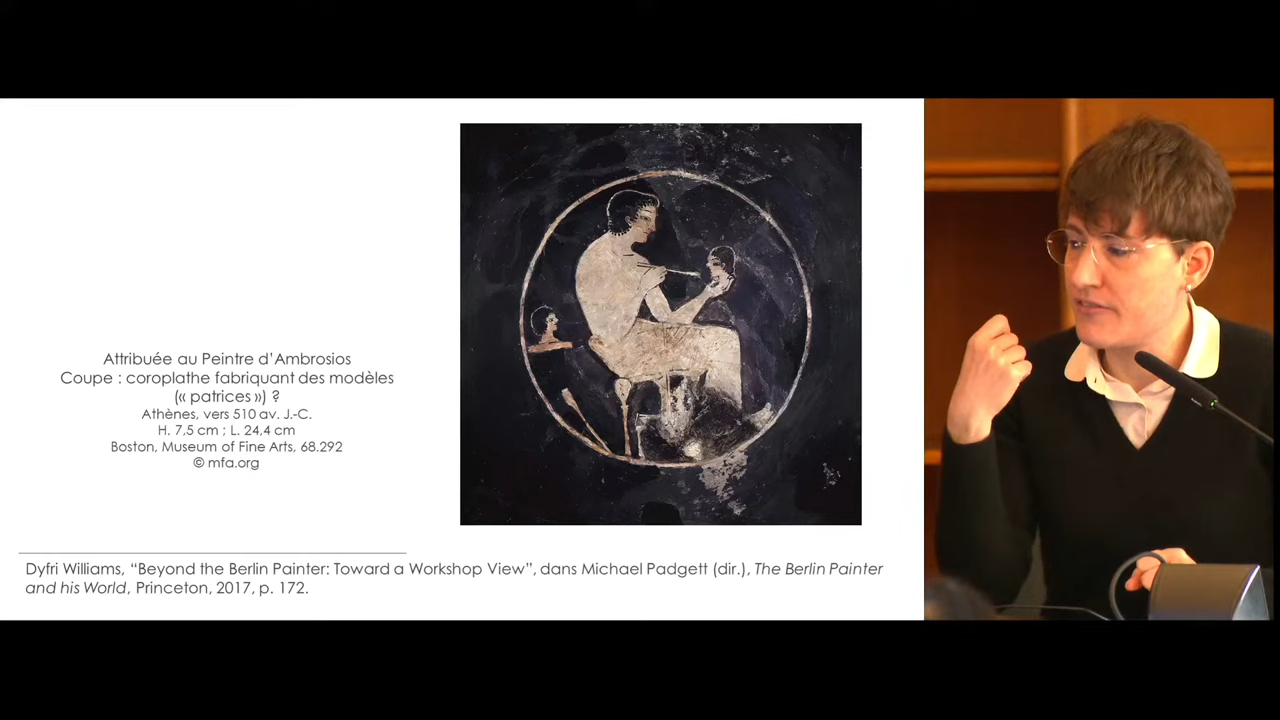 Attribuée au Peintre d'Ambrosios
Coupe : coroplathe fabriquant des modèles
(« patrices ») ?
Athènes, vers 510 av. J.-C.
H. 7,5 cm ; L. 24,4 cm
Boston, Museum of Fine Arts, 68.292
© mfa.org
Dyfri Williams, “Beyond the Berlin Painter: Toward a Workshop View”, dans Michael Padgett (dir.), The Berlin Painter
and his World, Princeton, 2017, p. 172.